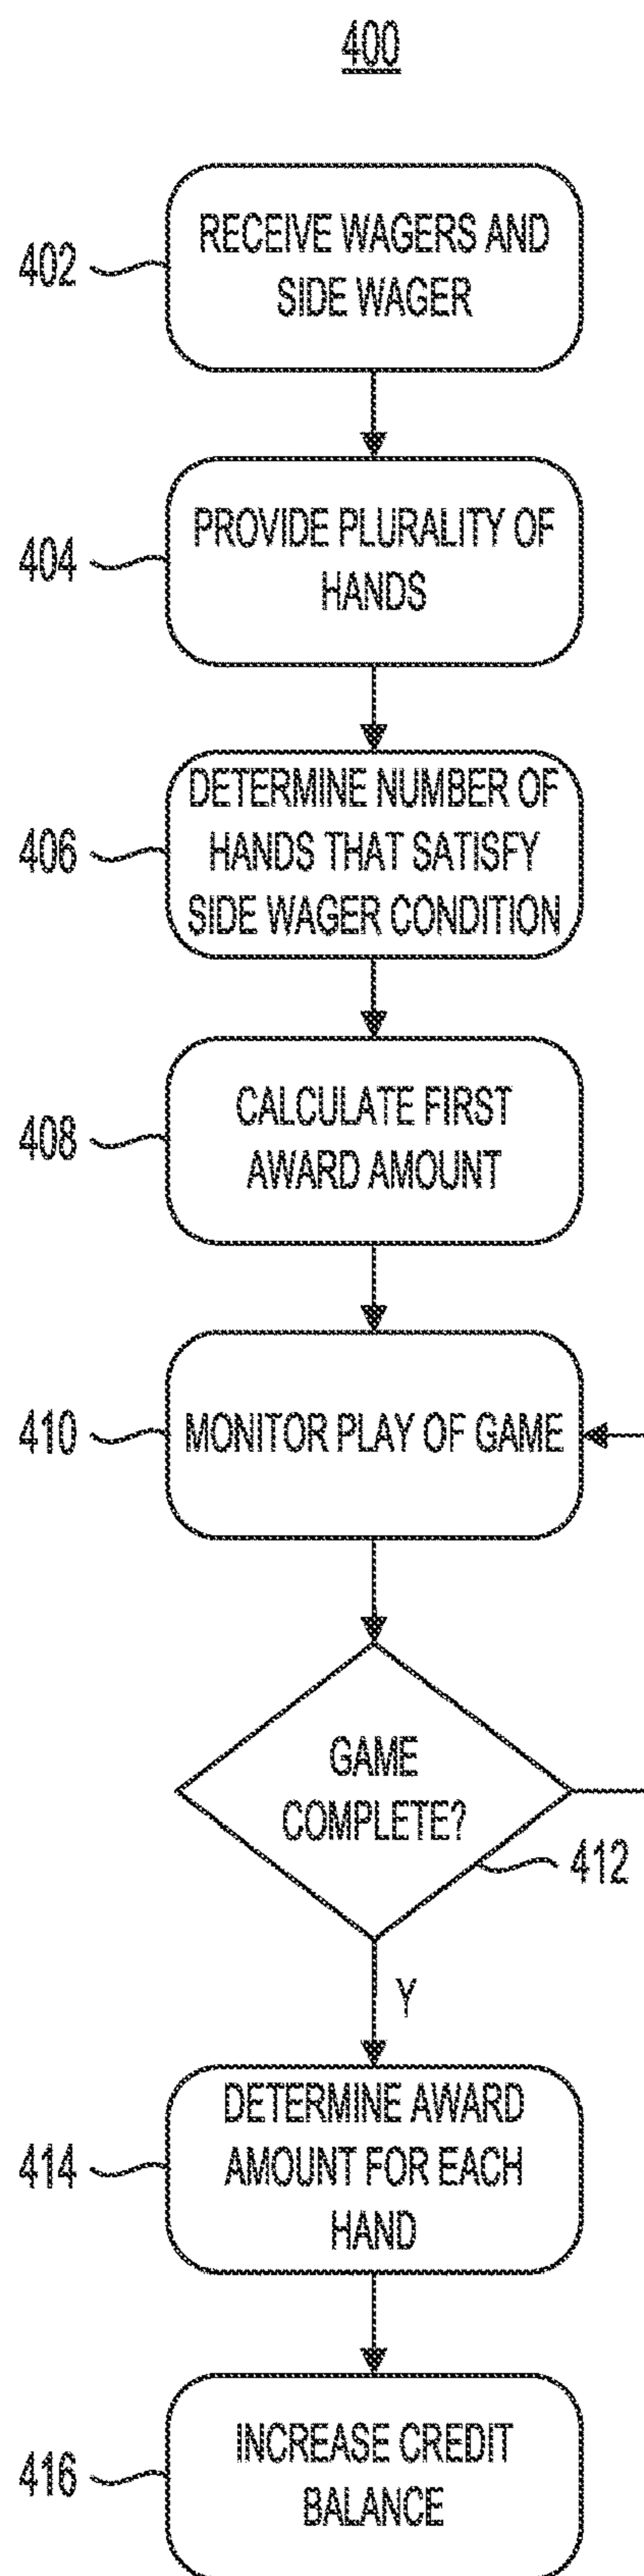 400
402
RECEIVE WAGERS AND
SIDE WAGER
404
PROVIDE PLURALITY OF
HANDS
406
DETERMINE NUMBER OF
HANDS THAT SATISFY
SIDE WAGER CONDITION
408
CALCULATE FIRST
AWARD AMOUNT
410
MONITOR PLAY OF GAME
GAME
COMPLETE?
412
Y
414
DETERMINE AWARD
AMOUNT FOR EACH
HAND
416
INCREASE CREDIT
BALANCE